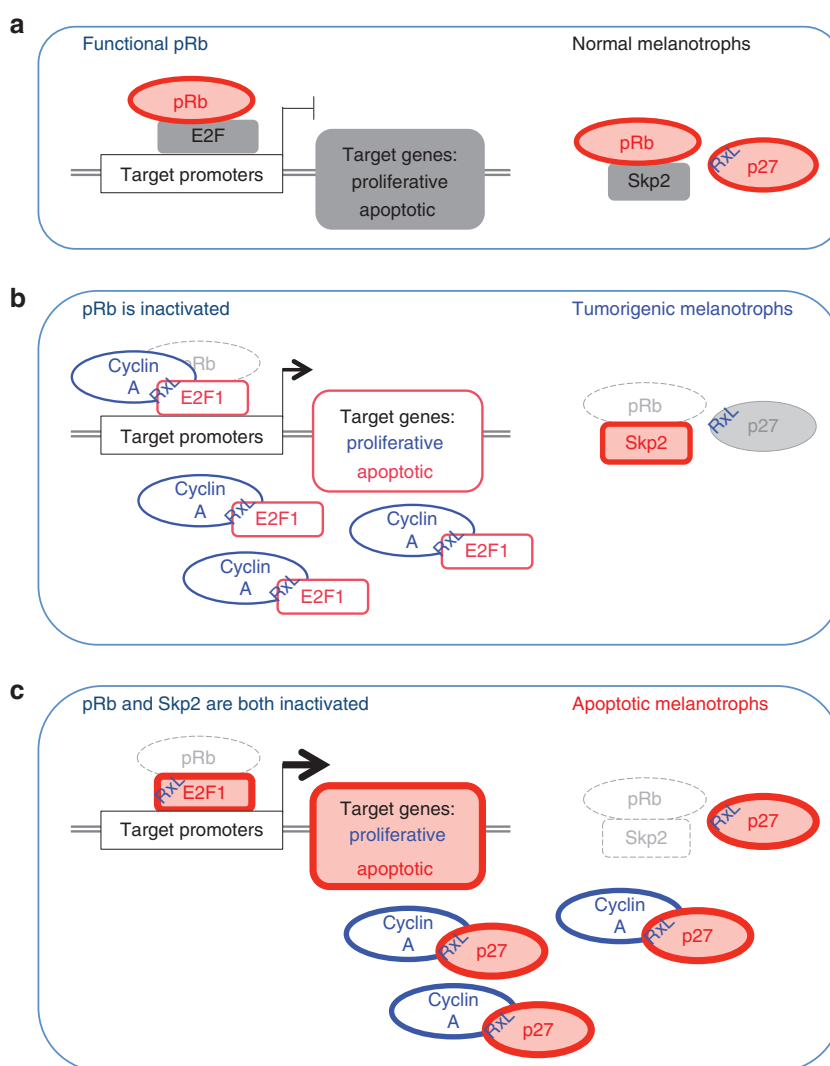 a
Functional pRb
Normal melanotrophs
pRb
E2F
Target promoters
Target genes:
proliferative
apoptotic
pRb
Skp2
RxL
p27
b
pRb is inactivated
Tumorigenic melanotrophs
Cyclin
A
pRb
RxL
E2F1
Target promoters
Target genes:
proliferative
apoptotic
pRb
Skp2
RxL
p27
Cyclin
A
RxL
E2F1
Cyclin
A
RxL
E2F1
Cyclin
A
RxL
E2F1
c
pRb and Skp2 are both inactivated
Apoptotic melanotrophs
pRb
RxL
E2F1
Target promoters
Target genes:
proliferative
apoptotic
pRb
Skp2
RxL
p27
Cyclin
A
RxL
p27
Cyclin
A
RxL
p27
Cyclin
A
RxL
p27